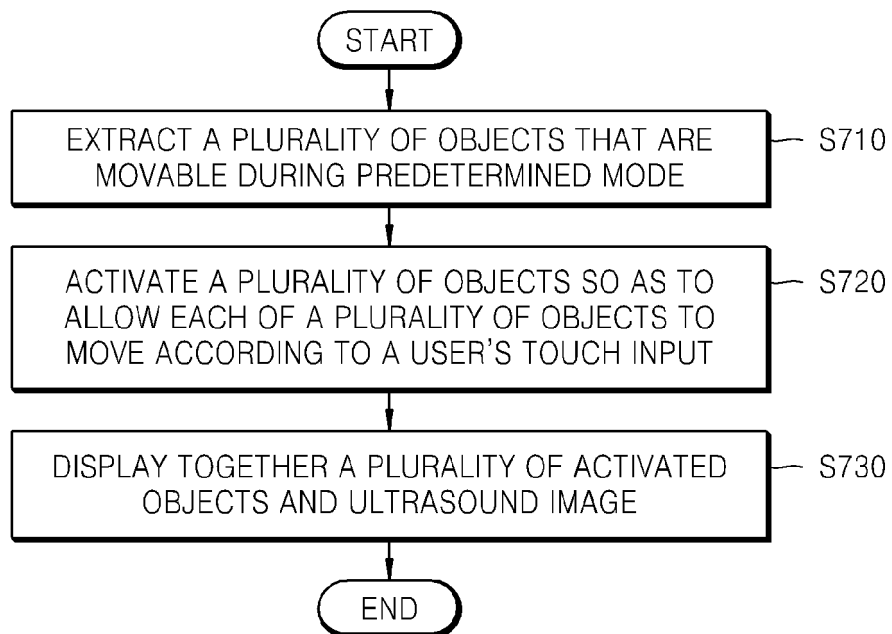 START
EXTRACT A PLURALITY OF OBJECTS THAT ARE
MOVABLE DURING PREDETERMINED MODE
S710
ACTIVATE A PLURALITY OF OBJECTS SO AS TO
ALLOW EACH OF A PLURALITY OF OBJECTS TO
MOVE ACCORDING TO A USER'S TOUCH INPUT
S720
DISPLAY TOGETHER A PLURALITY OF ACTIVATED
OBJECTS AND ULTRASOUND IMAGE
S730
END